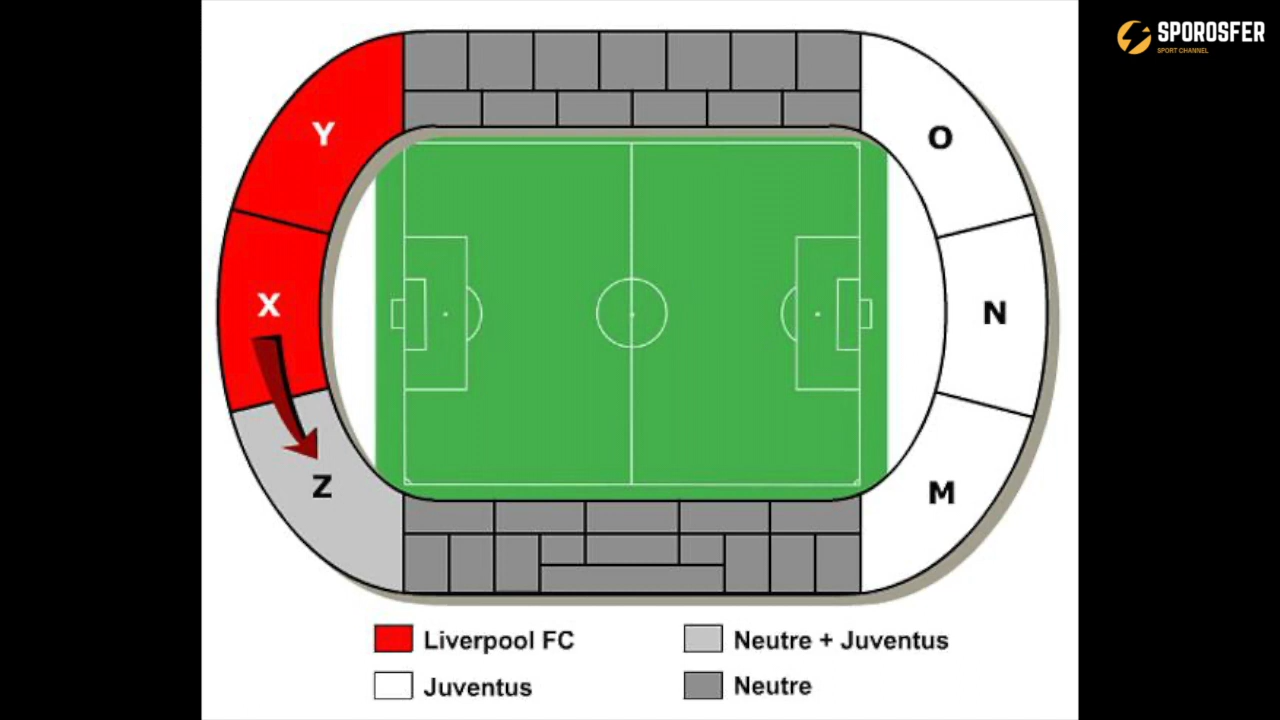 SPOROSFER
SPORT CHANNEL
Y
O
X
N
Z
M
Liverpool FC
Neutre + Juventus
Juventus
Neutre